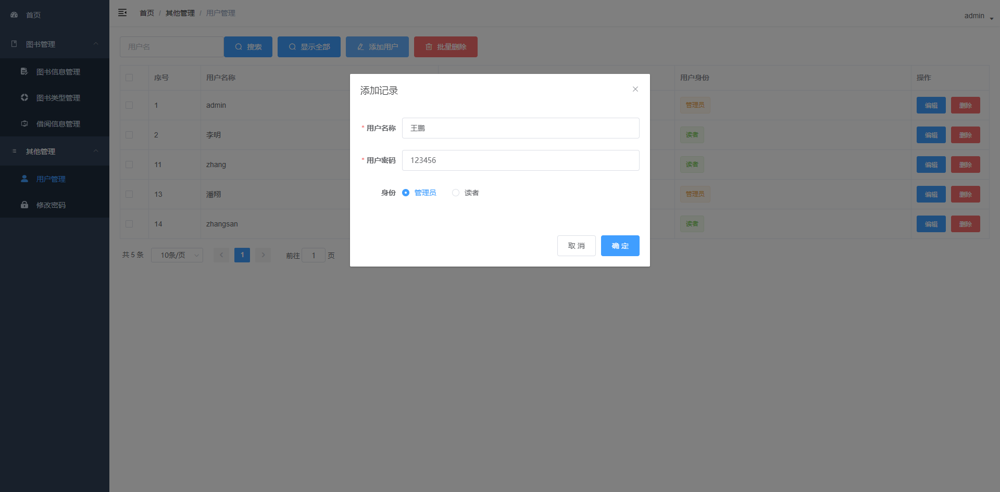 首页
图书管理
图书信息管理
图书类型管理
借阅信息管理
其他管理
用户管理
修改密码
首页 / 其他管理 / 用户管理
admin
用户名 搜索 显示全部 添加用户 批量删除
序号 用户名称 用户身份 操作
1 admin 管理员 编辑 删除
2 李明 读者 编辑 删除
11 zhang 读者 编辑 删除
13 潘翔 管理员 编辑 删除
14 zhangsan 读者 编辑 删除
共 5 条 10条/页 1 前往 1 页
添加记录
* 用户名称 王鹏
* 用户密码 123456
身份 管理员 读者
取 消 确 定